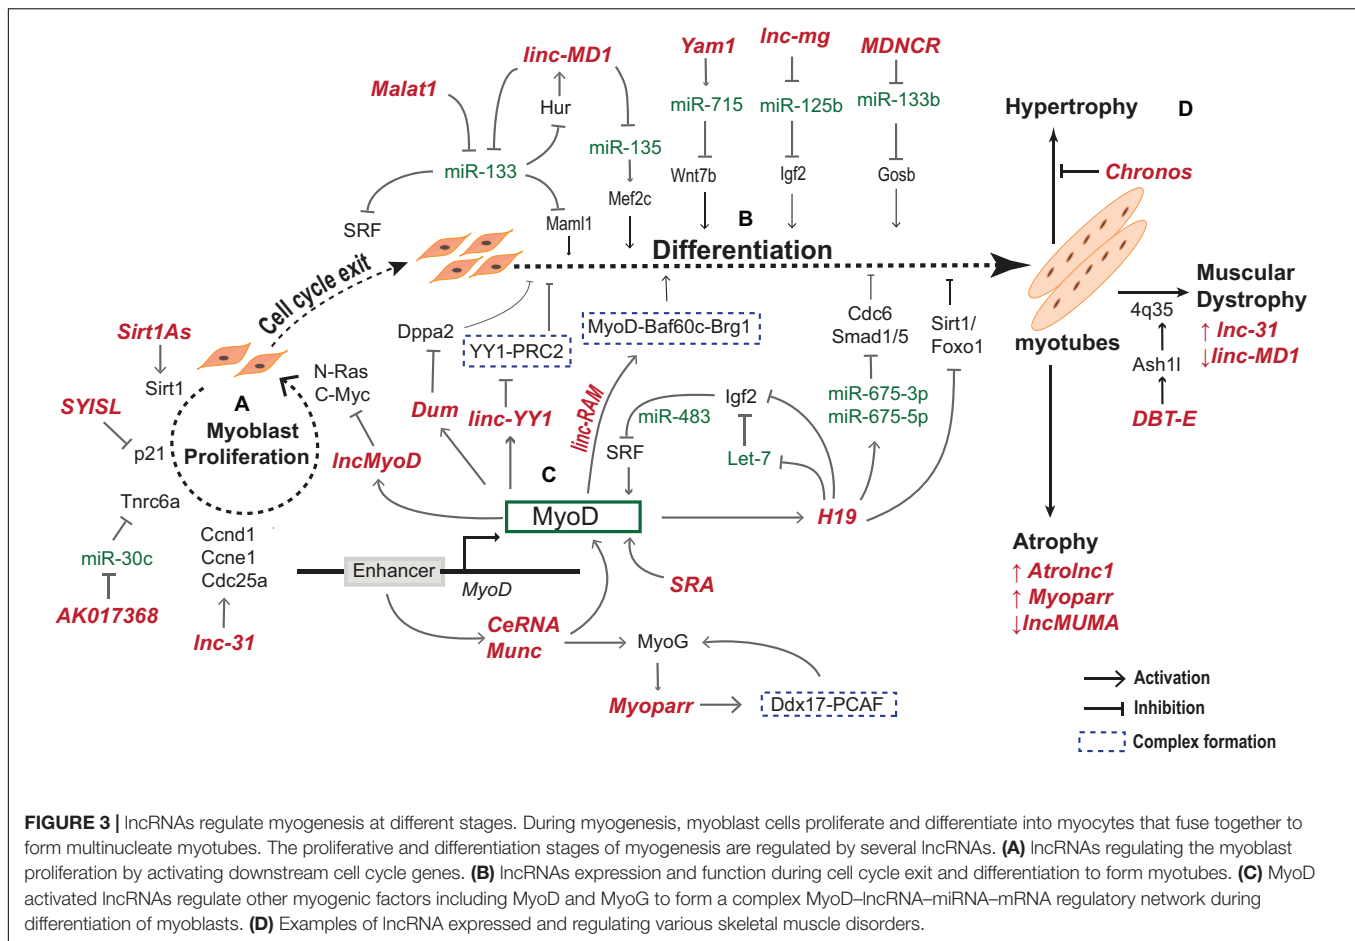 linc-MD1
Yam1
lnc-mg
MDNCR
Malat1
Hur
miR-715
miR-125b
miR-133b
Hypertrophy
D
miR-133
miR-135
Wnt7b
Igf2
Gosb
Chronos
Mef2c
SRF
Maml1
B
Differentiation
Cell cycle exit
Muscular
Dystrophy
↑ lnc-31
↓linc-MD1
4q35
Ash1l
DBT-E
myotubes
Sirt1As
Sirt1
SYISL
p21
A
Myoblast
Proliferation
N-Ras
C-Myc
Dppa2
YY1-PRC2
MyoD-Baf60c-Brg1
Cdc6
Smad1/5
Sirt1/
Foxo1
Dum
linc-YY1
linc-RAM
miR-483
Igf2
miR-675-3p
miR-675-5p
SRF
Let-7
lncMyoD
C
MyoD
H19
Tnrc6a
miR-30c
AK017368
Ccnd1
Ccne1
Cdc25a
lnc-31
Enhancer
MyoD
SRA
CeRNA
Munc
MyoG
Myoparr
Ddx17-PCAF
Atrophy
↑ Atrolnc1
↑ Myoparr
↓lncMUMA
Activation
Inhibition
Complex formation
FIGURE 3 | lncRNAs regulate myogenesis at different stages. During myogenesis, myoblast cells proliferate and differentiate into myocytes that fuse together to
form multinucleate myotubes. The proliferative and differentiation stages of myogenesis are regulated by several lncRNAs. (A) lncRNAs regulating the myoblast
proliferation by activating downstream cell cycle genes. (B) lncRNAs expression and function during cell cycle exit and differentiation to form myotubes. (C) MyoD
activated lncRNAs regulate other myogenic factors including MyoD and MyoG to form a complex MyoD–lncRNA–miRNA–mRNA regulatory network during
differentiation of myoblasts. (D) Examples of lncRNA expressed and regulating various skeletal muscle disorders.